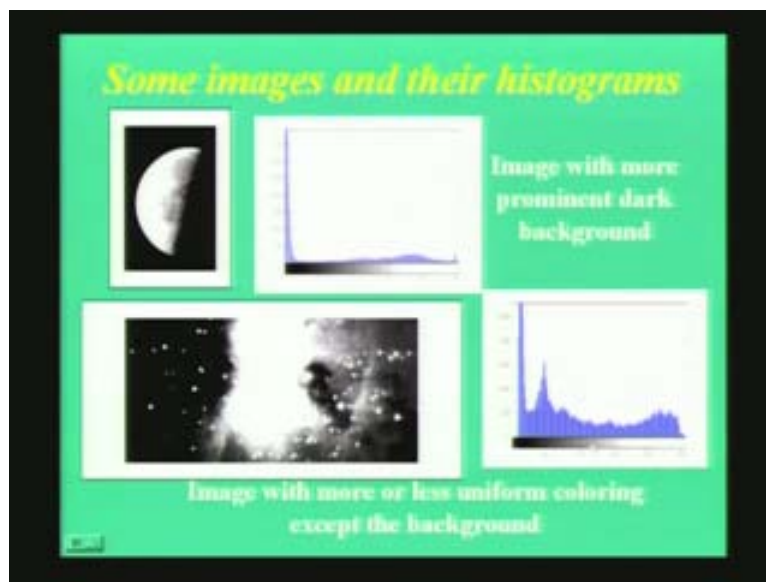 Some images and their histograms
Image with more
prominent dark
background
Image with more or less uniform coloring
except the background